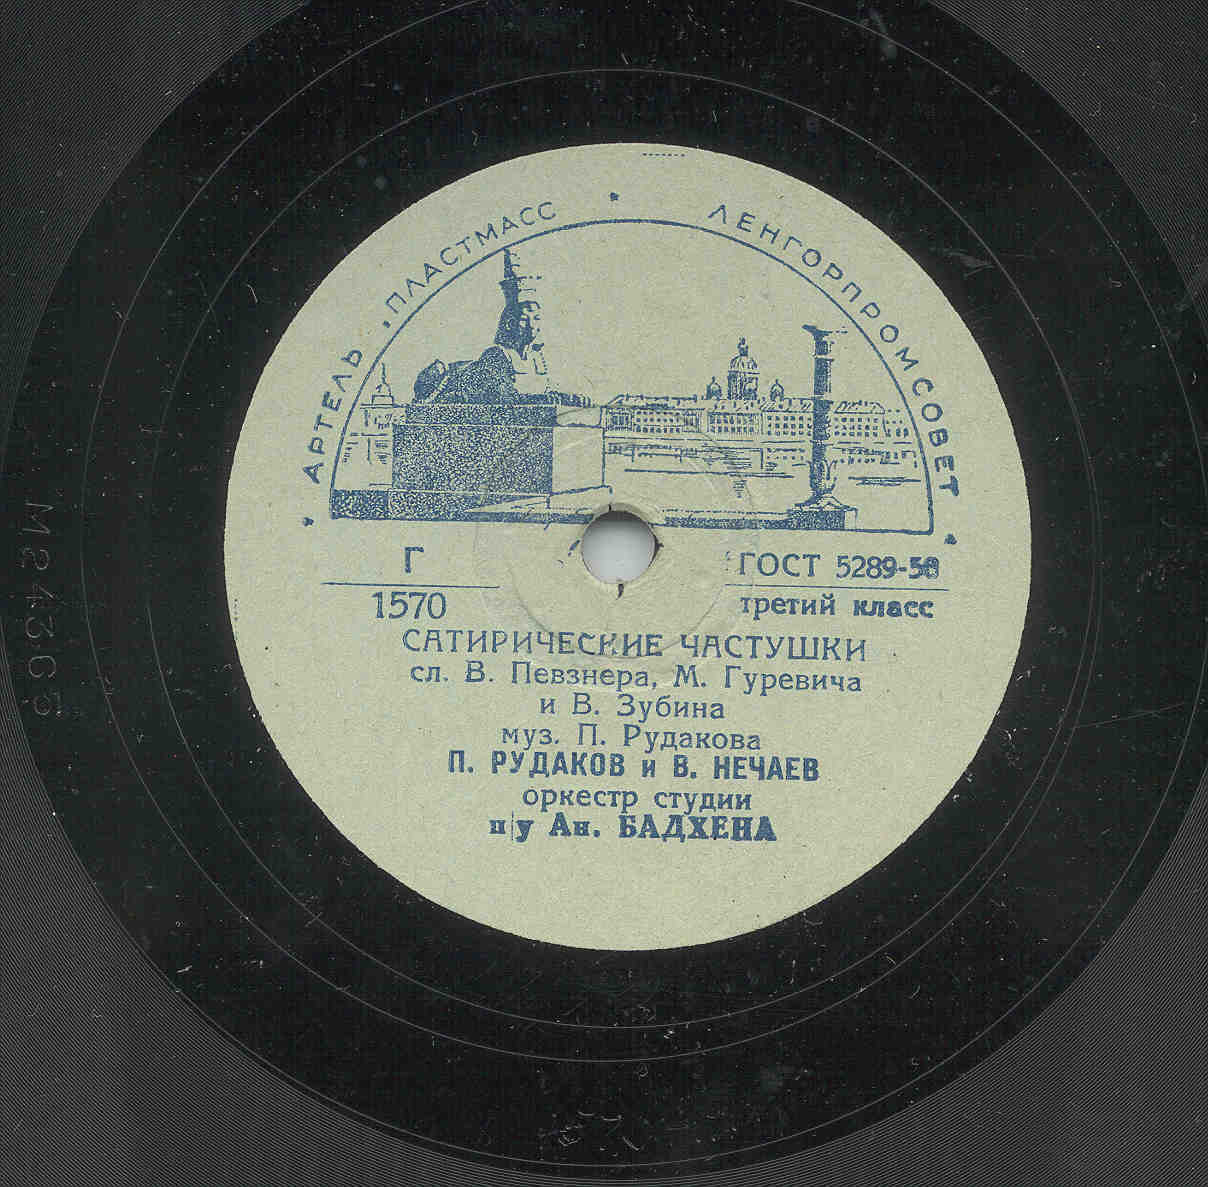 АРТЕЛЬ „ПЛАСТМАСС * ЛЕНГОРПРОМСОВЕТ
Г
1570
ГОСТ 5289-50
третий класс
САТИРИЧЕСКИЕ ЧАСТУШКИ
сл. В. Певзнера, М. Гуревича
и В. Зубина
муз. П. Рудакова
П. РУДАКОВ и В. НЕЧАЕВ
оркестр студии
п/у Ан. БАДХЕНА